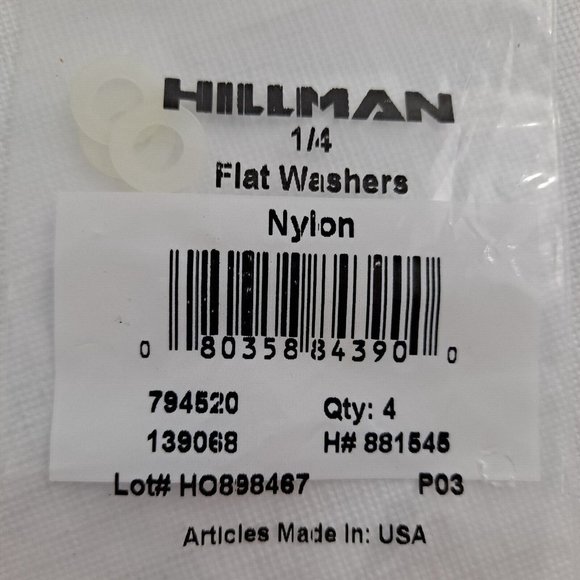 HILLMAN
1/4
Flat Washers
Nylon
0 80358 84390 0
794520 Qty: 4
139068 H# 881545
Lot# HO898467 P03
Articles Made In: USA